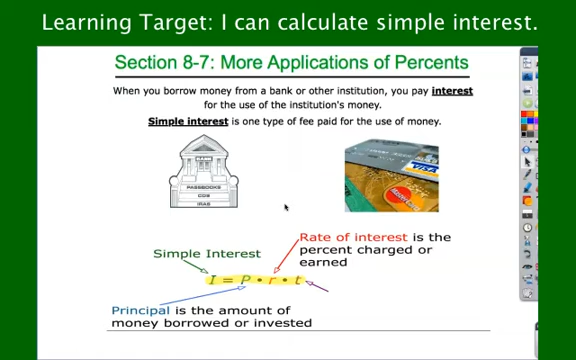 Learning Target: I can calculate simple interest.
Section 8-7: More Applications of Percents
When you borrow money from a bank or other institution, you pay interest
for the use of the institution's money.
Simple interest is one type of fee paid for the use of money.
BANK
PASSBOOKS
CDS
IRAS
VISA
MasterCard
Rate of interest is the
percent charged or
earned
Simple Interest
I = P • r • t
Principal is the amount of
money borrowed or invested